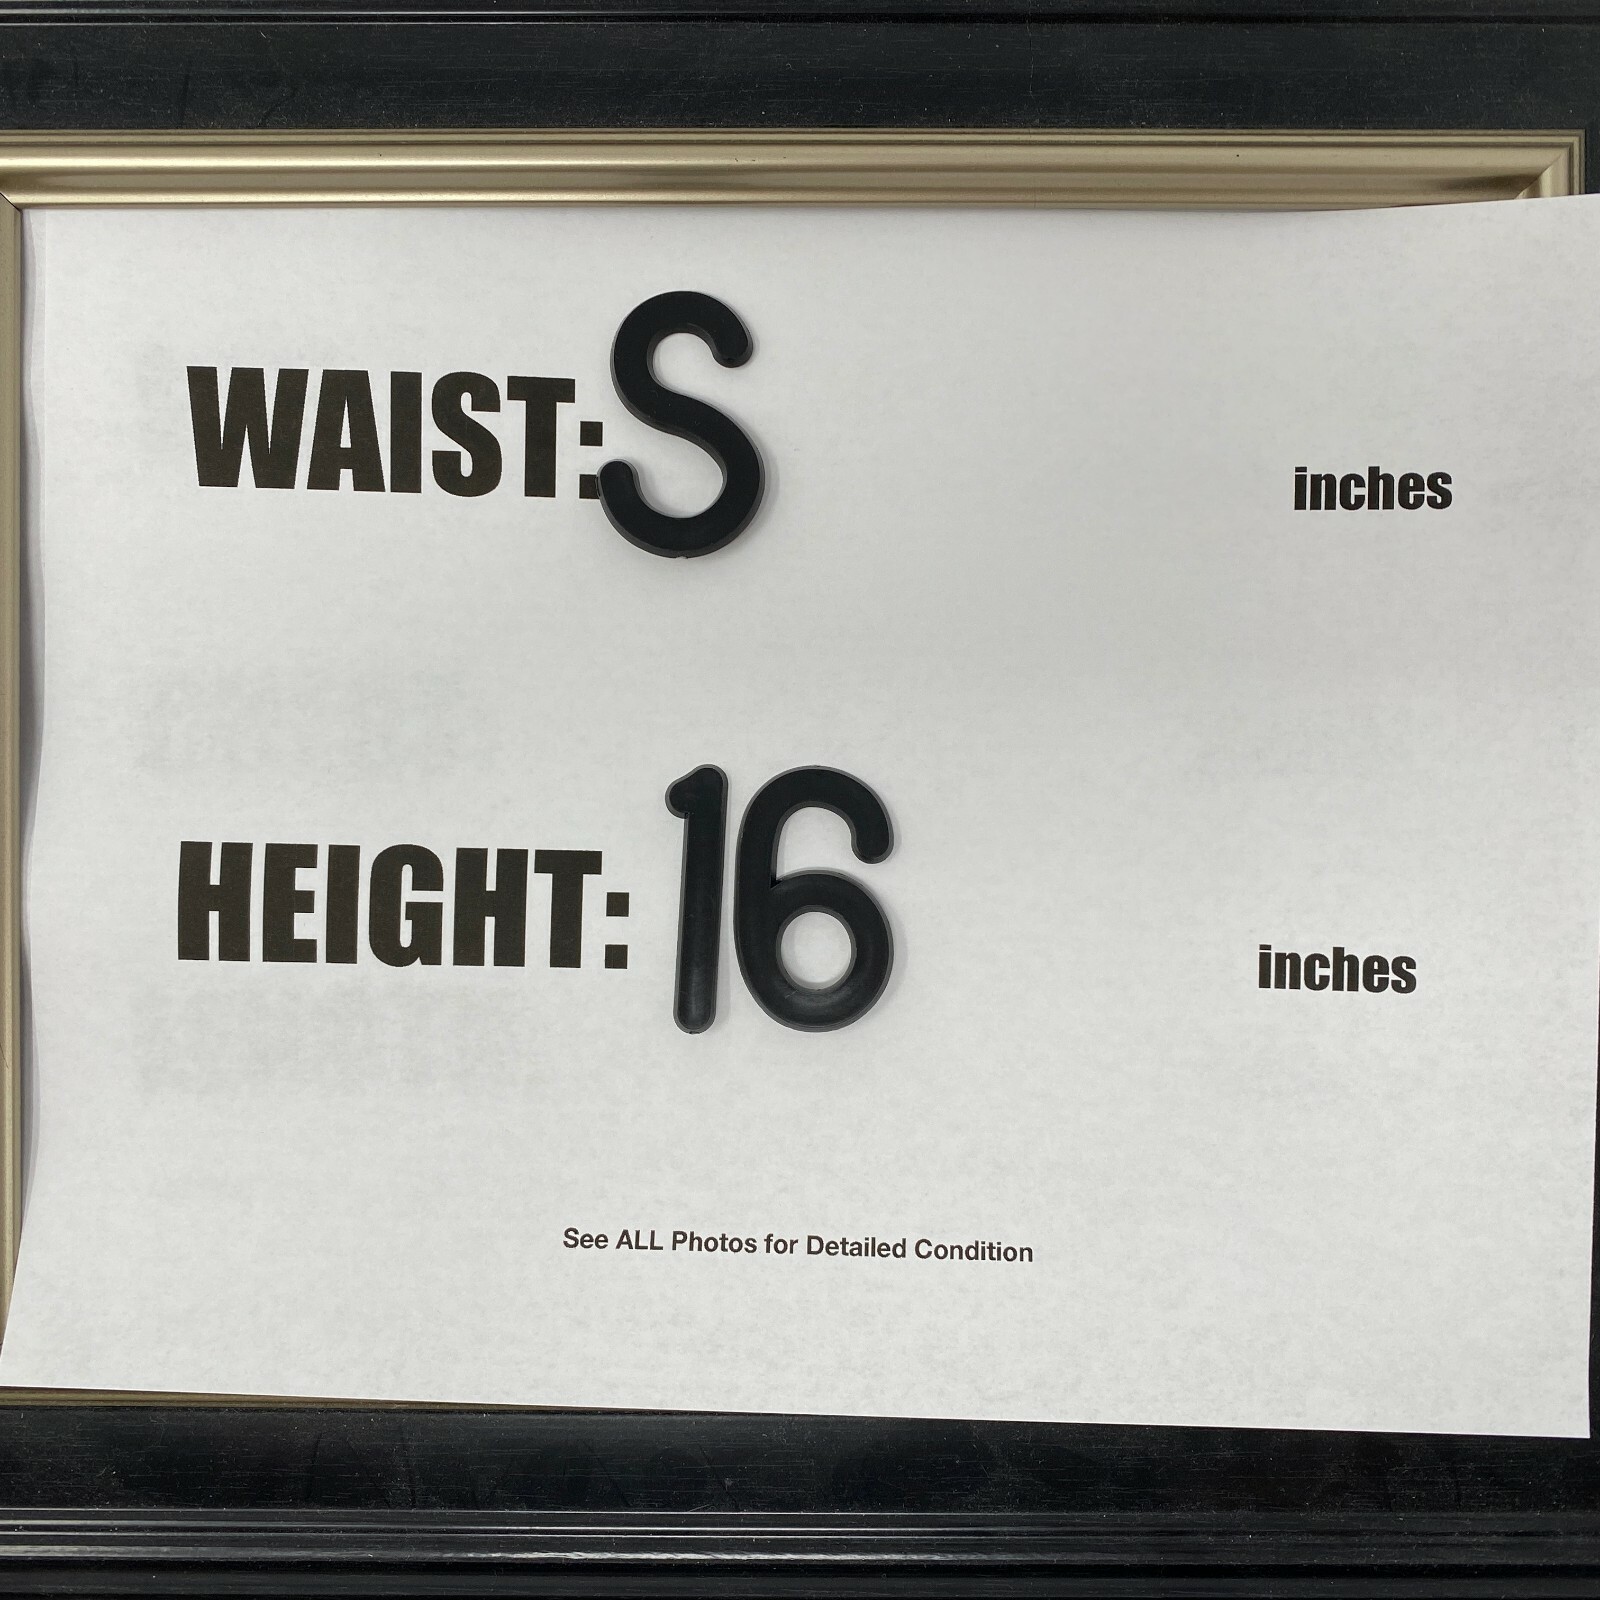 WAIST: S inches
HEIGHT: 16 inches
See ALL Photos for Detailed Condition